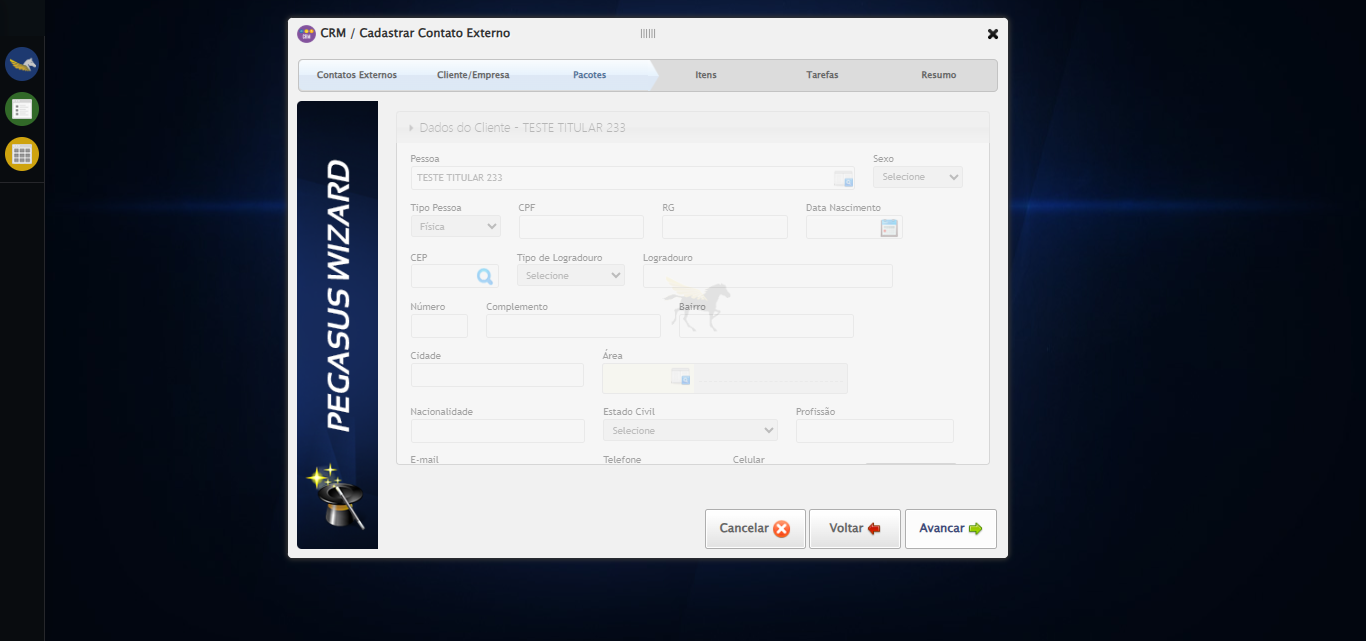 CRM / Cadastrar Contato Externo
Contatos Externos Cliente/Empresa Pacotes Itens Tarefas Resumo
PEGASUS WIZARD
Dados do Cliente - TESTE TITULAR 233
Pessoa Sexo
TESTE TITULAR 233 Selecione
Tipo Pessoa CPF RG Data Nascimento
Física
CEP Tipo de Logradouro Logradouro
Selecione
Número Complemento Bairro
Cidade Área
Nacionalidade Estado Civil Profissão
Selecione
E-mail Telefone Celular
Cancelar Voltar Avancar